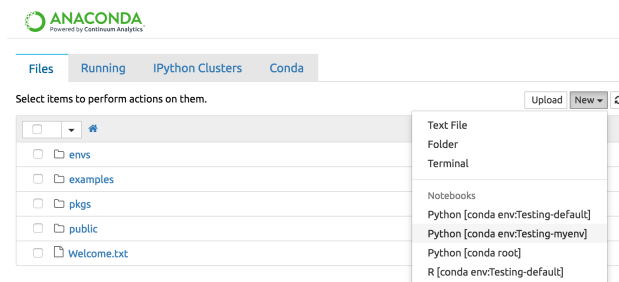 ANACONDA
Powered by Continuum Analytics
Files Running IPython Clusters Conda
Select items to perform actions on them.
Upload New
Text File
Folder
Terminal
Notebooks
Python [conda env:Testing-default]
Python [conda env:Testing-myenv]
Python [conda root]
R [conda env:Testing-default]
envs
examples
pkgs
public
Welcome.txt